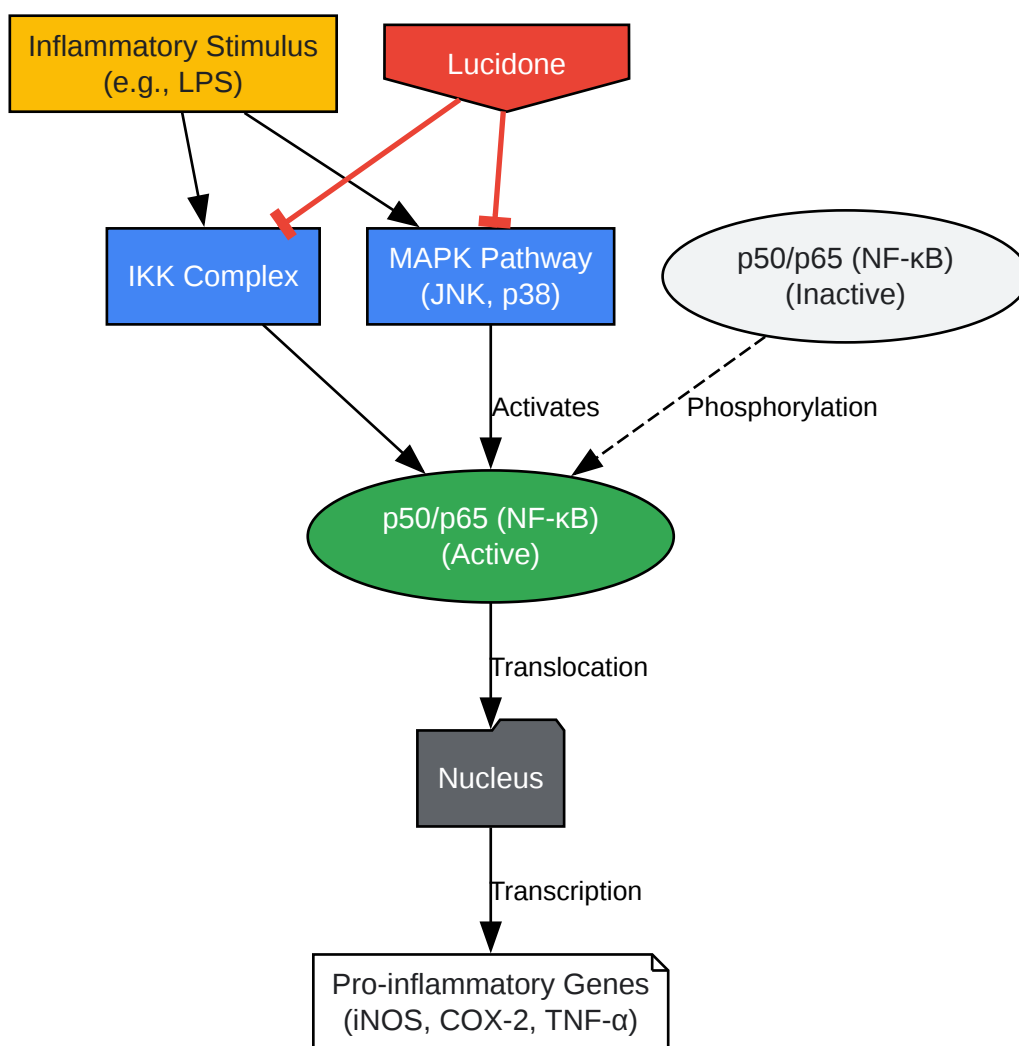 Inflammatory Stimulus
(e.g., LPS)
Lucidone
IKK Complex
MAPK Pathway
(JNK, p38)
p50/p65 (NF-κB)
(Inactive)
Activates
Phosphorylation
p50/p65 (NF-κB)
(Active)
Translocation
Nucleus
Transcription
Pro-inflammatory Genes
(iNOS, COX-2, TNF-α)